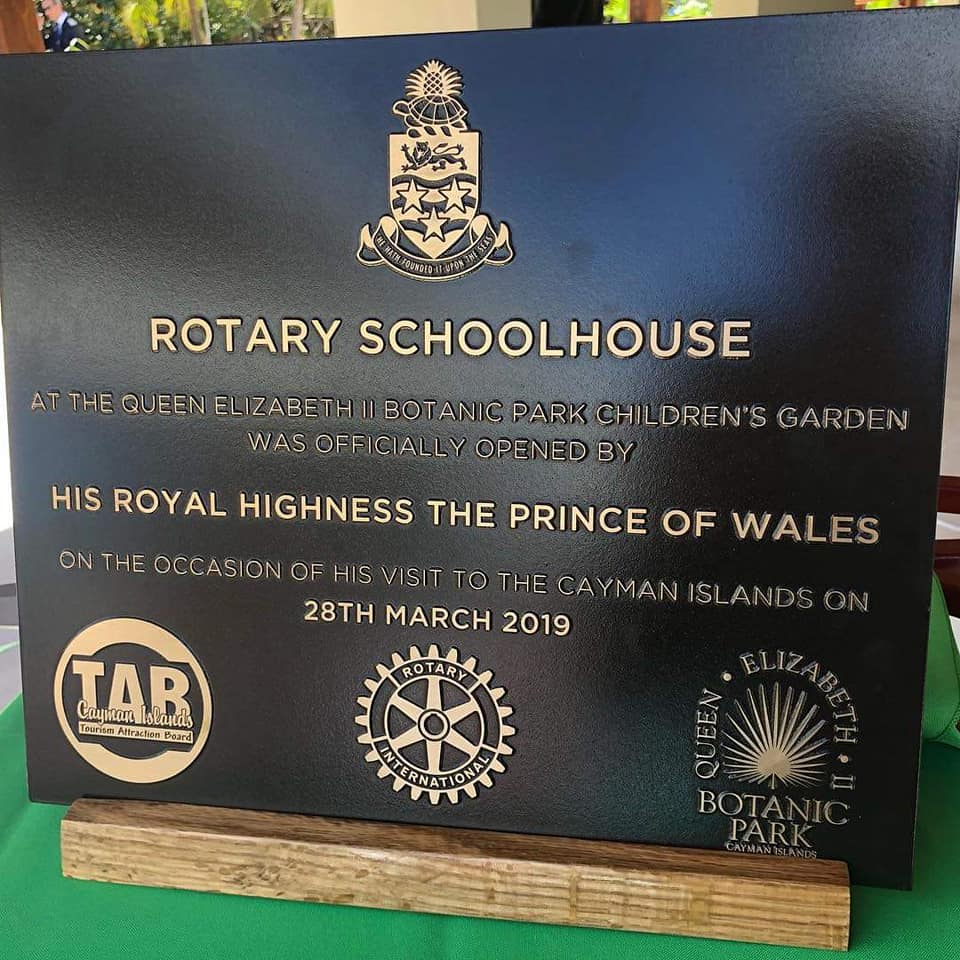 HE HATH FOUNDED IT UPON THE SEAS
ROTARY SCHOOLHOUSE
AT THE QUEEN ELIZABETH II BOTANIC PARK CHILDREN'S GARDEN
WAS OFFICIALLY OPENED BY
HIS ROYAL HIGHNESS THE PRINCE OF WALES
ON THE OCCASION OF HIS VISIT TO THE CAYMAN ISLANDS ON
28TH MARCH 2019
TAB
Cayman Islands
Tourism Attraction Board
ROTARY
INTERNATIONAL
QUEEN • ELIZABETH • II
BOTANIC
PARK
CAYMAN ISLANDS